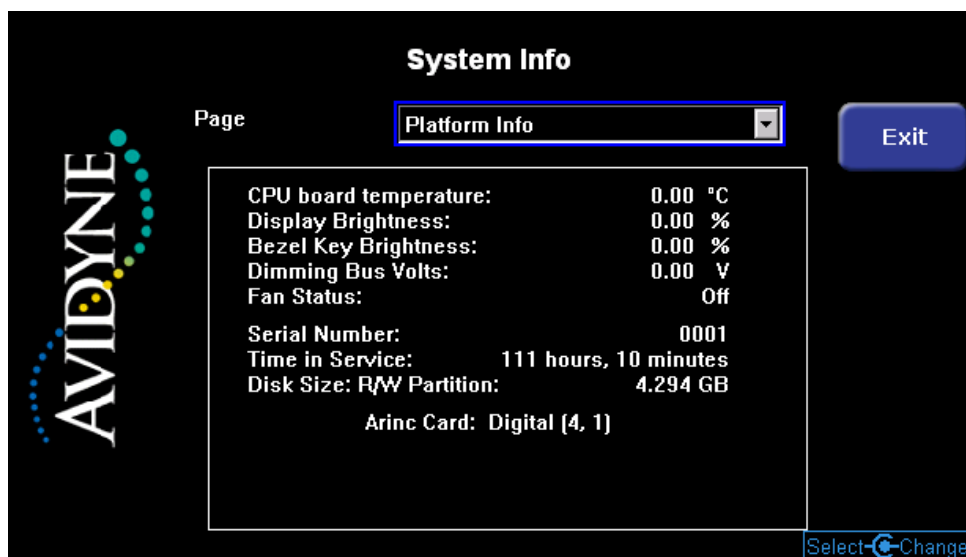 System Info
Page
Platform Info
Exit
AVIDYNE
CPU board temperature: 0.00 °C
Display Brightness: 0.00 %
Bezel Key Brightness: 0.00 %
Dimming Bus Volts: 0.00 V
Fan Status: Off
Serial Number: 0001
Time in Service: 111 hours, 10 minutes
Disk Size: R/W Partition: 4.294 GB
Arinc Card: Digital (4, 1)
Select Change